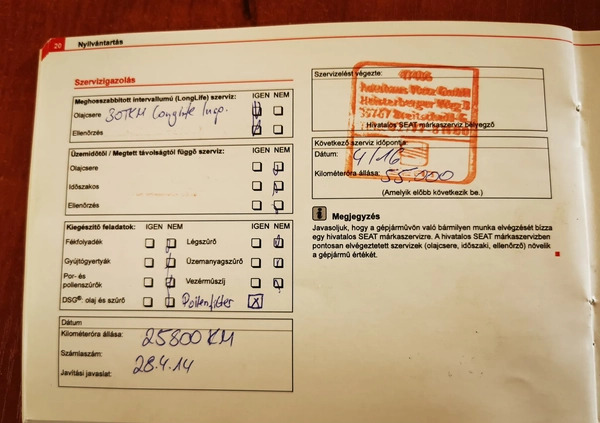 20 Nyilvántartás
Szervizigazolás
Meghosszabbított intervallumú (LongLife) szerviz:
IGEN NEM
Olajcsere 30TKM Longlife Insp.
Ellenőrzés
Üzemidőtől / Megtett távolságtól függő szerviz:
IGEN NEM
Olajcsere
Időszakos
Ellenőrzés
Kiegészítő feladatok: IGEN NEM IGEN NEM
Fékfolyadék Légszűrő
Gyújtógyertyák Üzemanyagszűrő
Por- és pollenszűrők Vezérműszíj
DSG®- olaj és szűrő Pollenfilter
Dátum
Kilométeróra állása: 25800 KM
Számlaszám: 28.4.14
Javítási javaslat:
Szervizelést végezte:
Autohaus GmbH
Heisterberger Weg
Hivatalos SEAT márkaszerviz bélyegző
Következő szerviz időpontja:
Dátum: 4/16
Kilométeróra állása: 55.000
(Amelyik előbb következik be.)
Megjegyzés
Javasoljuk, hogy a gépjárművön való bármilyen munka elvégzését bízza
egy hivatalos SEAT márkaszervizre. A hivatalos SEAT márkaszervizben
pontosan elvégeztetett szervizek (olajcsere, időszaki, ellenőrző) növelik
a gépjármű értékét.